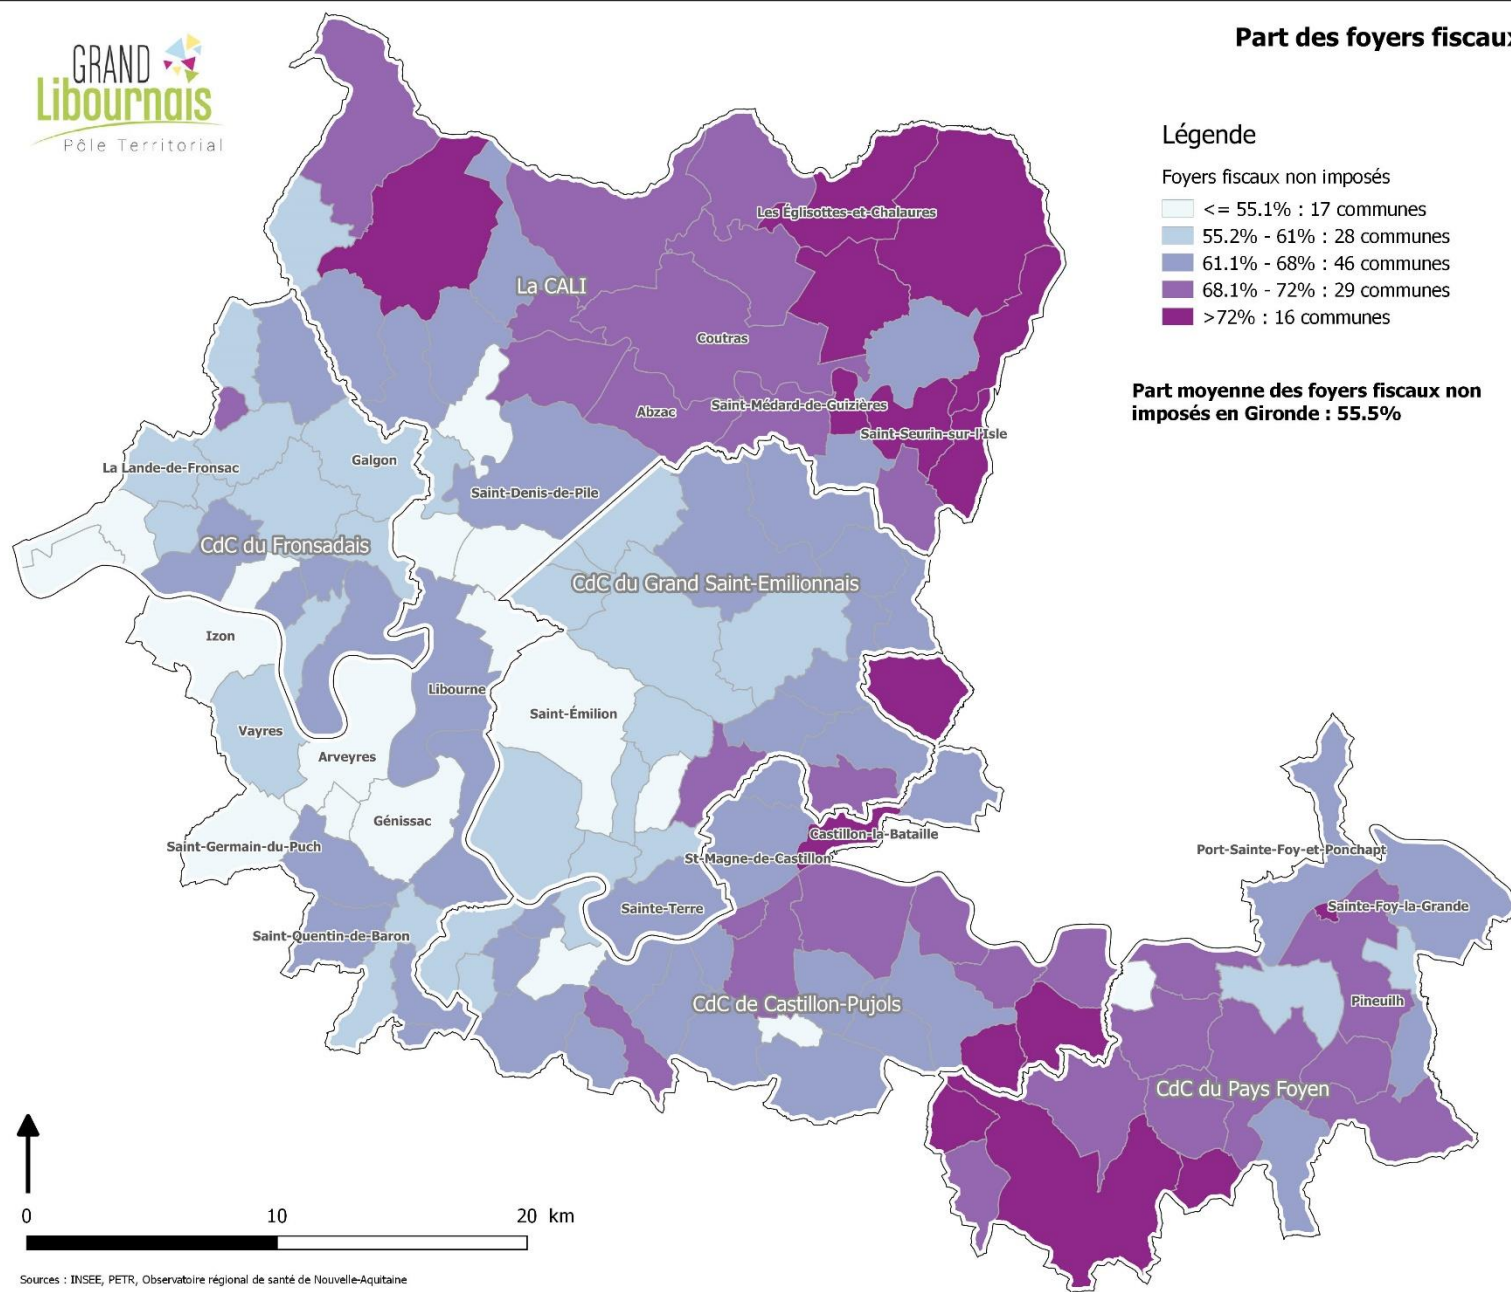 GRAND
Libournais
Pôle Territorial
Part des foyers fiscaux
Légende
Foyers fiscaux non imposés
<= 55.1% : 17 communes
55.2% - 61% : 28 communes
61.1% - 68% : 46 communes
68.1% - 72% : 29 communes
>72% : 16 communes
Part moyenne des foyers fiscaux non
imposés en Gironde : 55.5%
Les Églisottes-et-Chalaures
La CALI
Coutras
Abzac
Saint-Médard-de-Guizières
Saint-Seurin-sur-l'Isle
La Lande-de-Fronsac
Galgon
Saint-Denis-de-Pile
CdC du Fronsadais
CdC du Grand Saint-Emilionnais
Izon
Libourne
Saint-Émilion
Vayres
Arveyres
Génissac
Saint-Germain-du-Puch
Castillon-la-Bataille
St-Magne-de-Castillon
Port-Sainte-Foy-et-Ponchapt
Sainte-Terre
Sainte-Foy-la-Grande
Saint-Quentin-de-Baron
CdC de Castillon-Pujols
Pineuilh
CdC du Pays Foyen
0 10 20 km
Sources : INSEE, PETR, Observatoire régional de santé de Nouvelle-Aquitaine